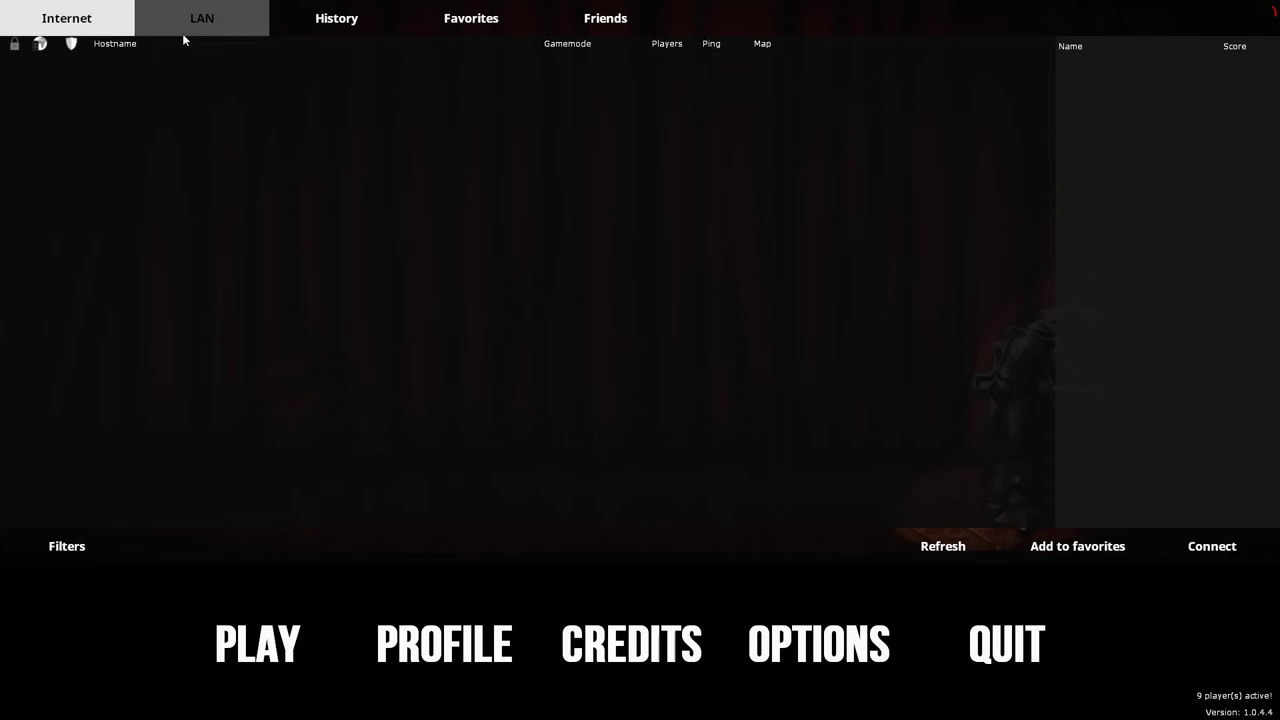 Internet LAN History Favorites Friends
Hostname Gamemode Players Ping Map Name Score
Filters Refresh Add to favorites Connect
PLAY PROFILE CREDITS OPTIONS QUIT
9 player(s) active!
Version: 1.0.4.4